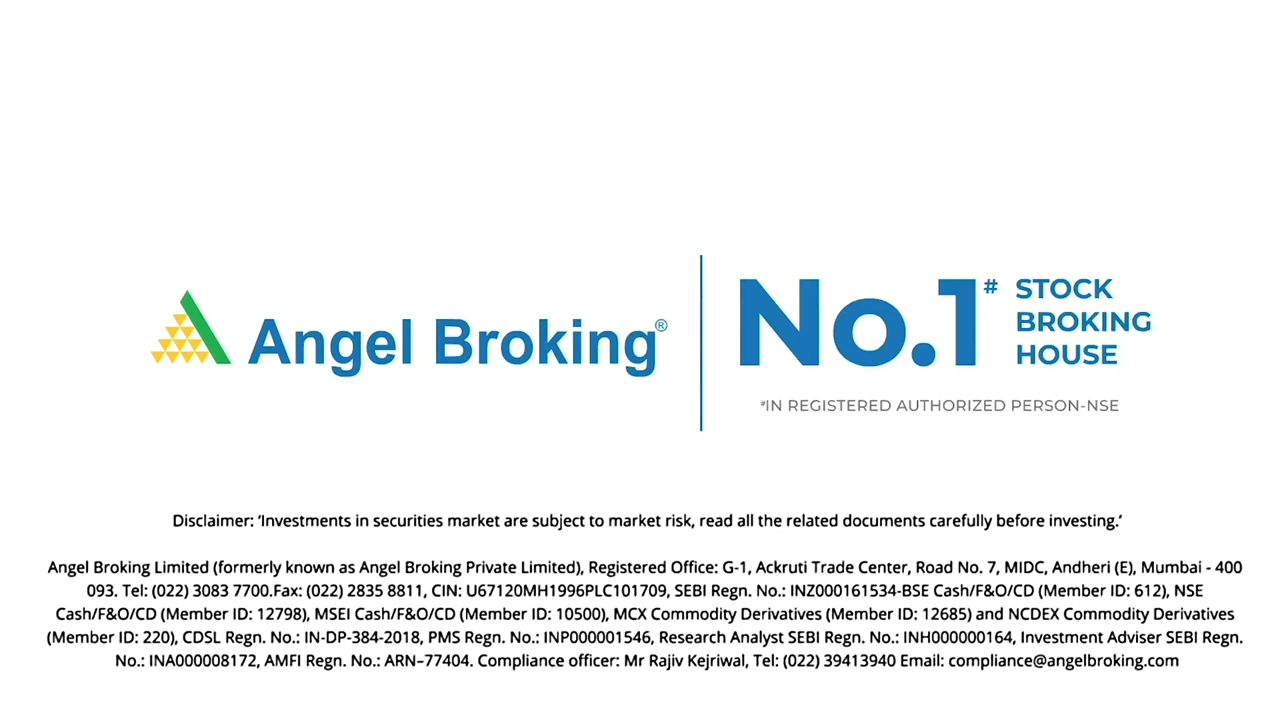 Angel Broking®
No.1# STOCK
BROKING
HOUSE
#IN REGISTERED AUTHORIZED PERSON-NSE
Disclaimer: ‘Investments in securities market are subject to market risk, read all the related documents carefully before investing.’
Angel Broking Limited (formerly known as Angel Broking Private Limited), Registered Office: G-1, Ackruti Trade Center, Road No. 7, MIDC, Andheri (E), Mumbai - 400
093. Tel: (022) 3083 7700.Fax: (022) 2835 8811, CIN: U67120MH1996PLC101709, SEBI Regn. No.: INZ000161534-BSE Cash/F&O/CD (Member ID: 612), NSE
Cash/F&O/CD (Member ID: 12798), MSEI Cash/F&O/CD (Member ID: 10500), MCX Commodity Derivatives (Member ID: 12685) and NCDEX Commodity Derivatives
(Member ID: 220), CDSL Regn. No.: IN-DP-384-2018, PMS Regn. No.: INP000001546, Research Analyst SEBI Regn. No.: INH000000164, Investment Adviser SEBI Regn.
No.: INA000008172, AMFI Regn. No.: ARN–77404. Compliance officer: Mr Rajiv Kejriwal, Tel: (022) 39413940 Email: compliance@angelbroking.com